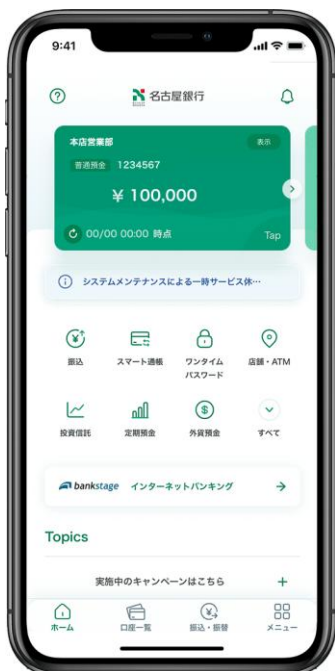 9:41
名古屋銀行
本店営業部 表示
普通預金 1234567
¥ 100,000
00/00 00:00 時点 Tap
システムメンテナンスによる一時サービス休…
振込 スマート通帳 ワンタイム パスワード 店舗・ATM
投資信託 定期預金 外貨預金 すべて
bankstage インターネットバンキング
Topics
実施中のキャンペーンはこちら
ホーム 口座一覧 振込・振替 メニュー